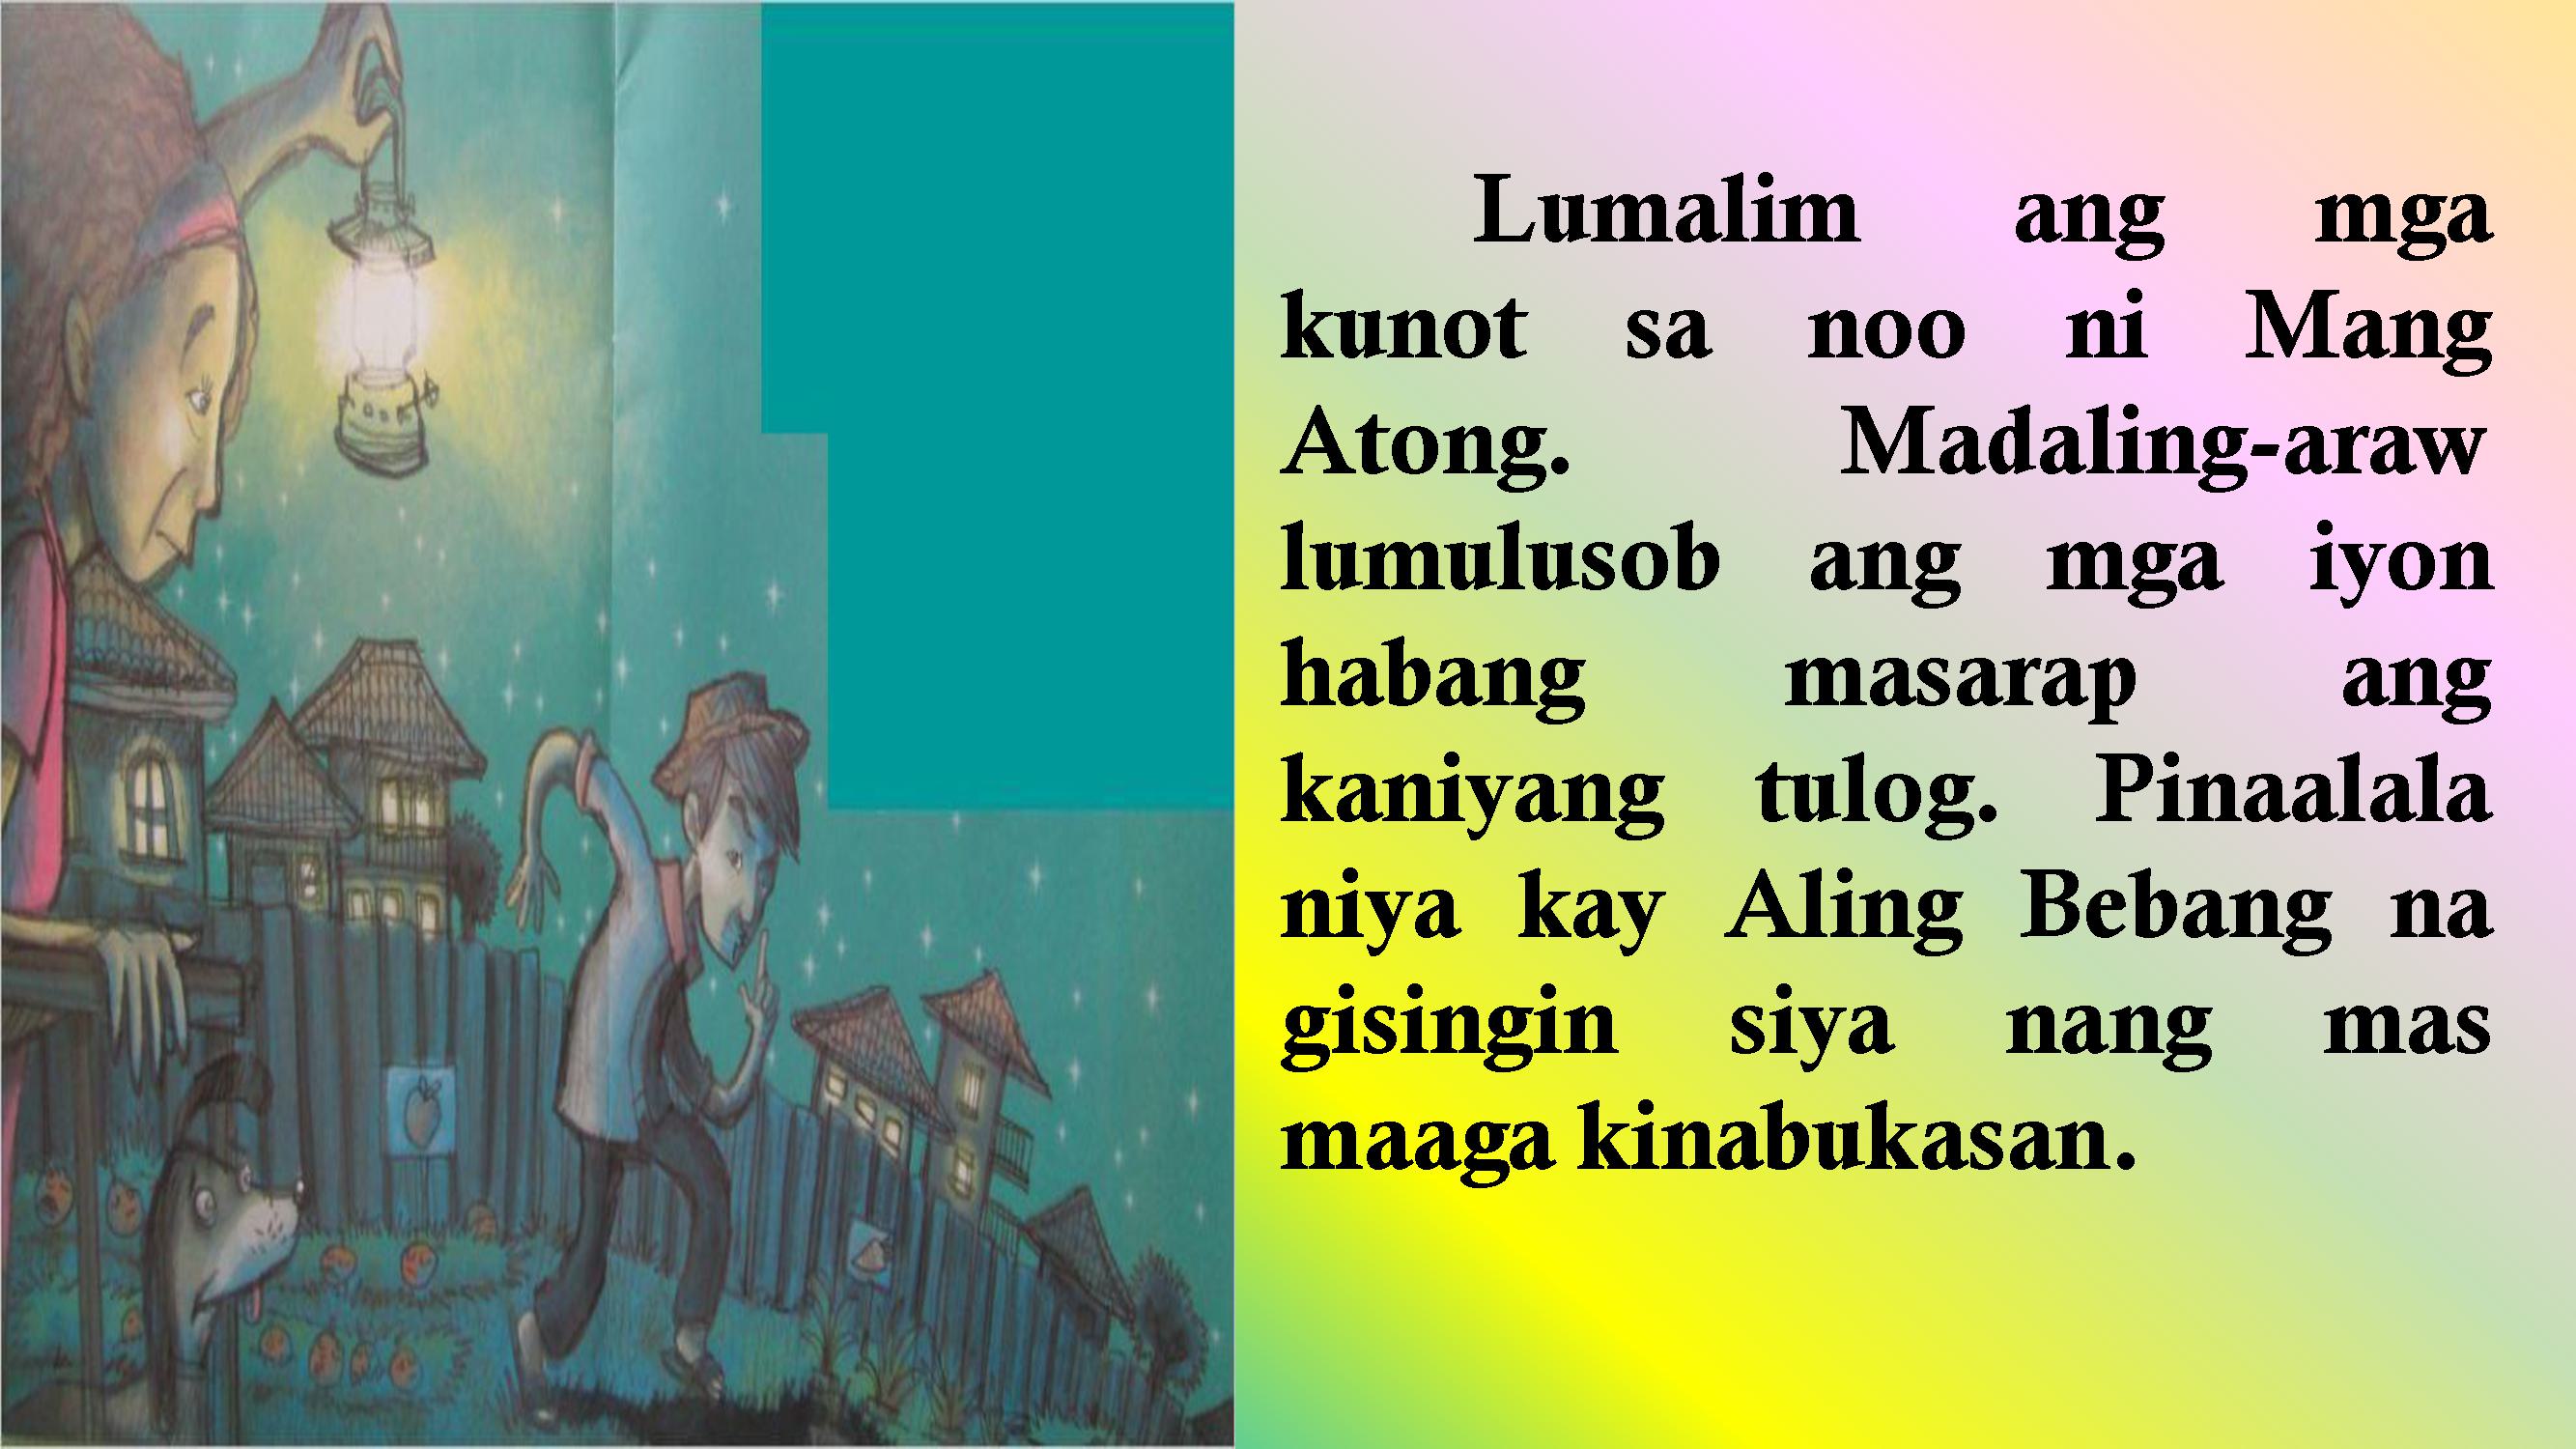 Lumalim ang mga
kunot sa noo ni Mang
Atong. Madaling-araw
lumulusob ang mga iyon
habang masarap ang
kaniyang tulog. Pinaalala
niya kay Aling Bebang na
gisingin siya nang mas
maaga kinabukasan.